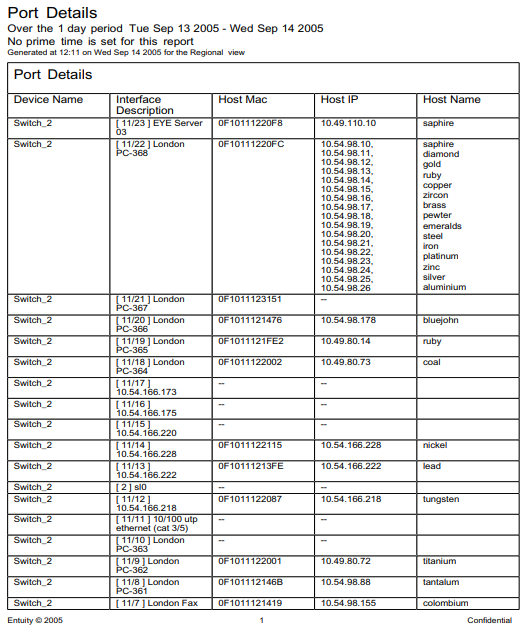 Port Details
Over the 1 day period Tue Sep 13 2005 - Wed Sep 14 2005
No prime time is set for this report
Generated at 12:11 on Wed Sep 14 2005 for the Regional view
Port Details
Device Name Interface Description Host Mac Host IP Host Name
Switch_2 [ 11/23 ] EYE Server 0F10111220F8 10.49.110.10 saphire
03
Switch_2 [ 11/22 ] London 0F10111220FC 10.54.98.10, saphire
PC-368 10.54.98.11, diamond
10.54.98.12, gold
10.54.98.13, ruby
10.54.98.14, copper
10.54.98.15, zircon
10.54.98.16, brass
10.54.98.17, pewter
10.54.98.18, emeralds
10.54.98.19, steel
10.54.98.20, iron
10.54.98.21, platinum
10.54.98.22, zinc
10.54.98.23, silver
10.54.98.24, aluminium
10.54.98.25,
10.54.98.26
Switch_2 [ 11/21 ] London 0F1011123151 --
PC-367
Switch_2 [ 11/20 ] London 0F1011121476 10.54.98.178 bluejohn
PC-366
Switch_2 [ 11/19 ] London 0F1011121FE2 10.49.80.14 ruby
PC-365
Switch_2 [ 11/18 ] London 0F1011122002 10.49.80.73 coal
PC-364
Switch_2 [ 11/17 ] -- --
10.54.166.173
Switch_2 [ 11/16 ] -- --
10.54.166.175
Switch_2 [ 11/15 ] -- --
10.54.166.220
Switch_2 [ 11/14 ] 0F1011122115 10.54.166.228 nickel
10.54.166.228
Switch_2 [ 11/13 ] 0F10111213FE 10.54.166.222 lead
10.54.166.222
Switch_2 [ 2 ] sl0 -- --
Switch_2 [ 11/12 ] 0F1011122087 10.54.166.218 tungsten
10.54.166.218
Switch_2 [ 11/11 ] 10/100 utp -- --
ethernet (cat 3/5)
Switch_2 [ 11/10 ] London -- --
PC-363
Switch_2 [ 11/9 ] London 0F1011122001 10.49.80.72 titanium
PC-362
Switch_2 [ 11/8 ] London 0F101112146B 10.54.98.88 tantalum
PC-361
Switch_2 [ 11/7 ] London Fax 0F1011121419 10.54.98.155 colombium
Entuity © 2005 1 Confidential